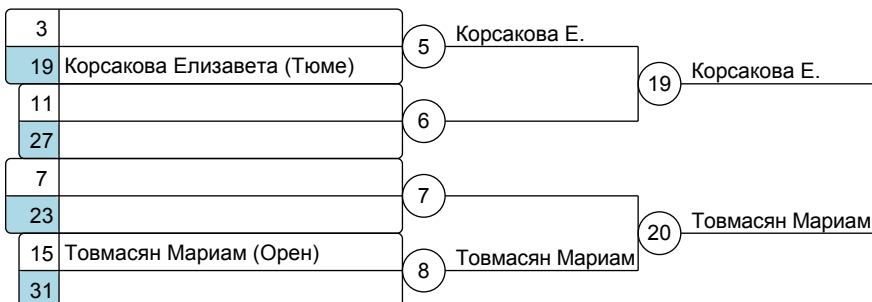 3
5 Корсакова Е.
19 Корсакова Елизавета (Тюме)
19 Корсакова Е.
11
6
27
7
7
23
20 Товмасян Мариам
15 Товмасян Мариам (Орен)
8 Товмасян Мариам
31